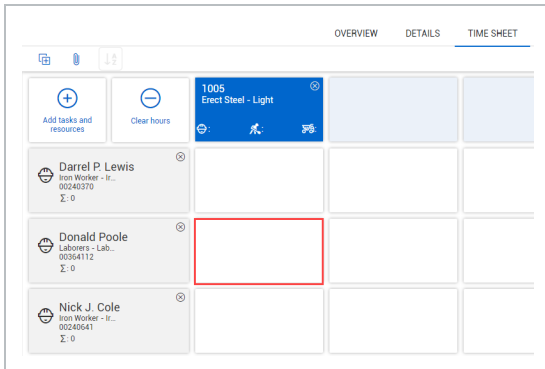 OVERVIEW DETAILS TIME SHEET
Add tasks and
resources
Clear hours
1005
Erect Steel - Light
Darrel P. Lewis
Iron Worker - Ir...
00240370
Σ: 0
Donald Poole
Laborers - Lab...
00364112
Σ: 0
Nick J. Cole
Iron Worker - Ir...
00240641
Σ: 0